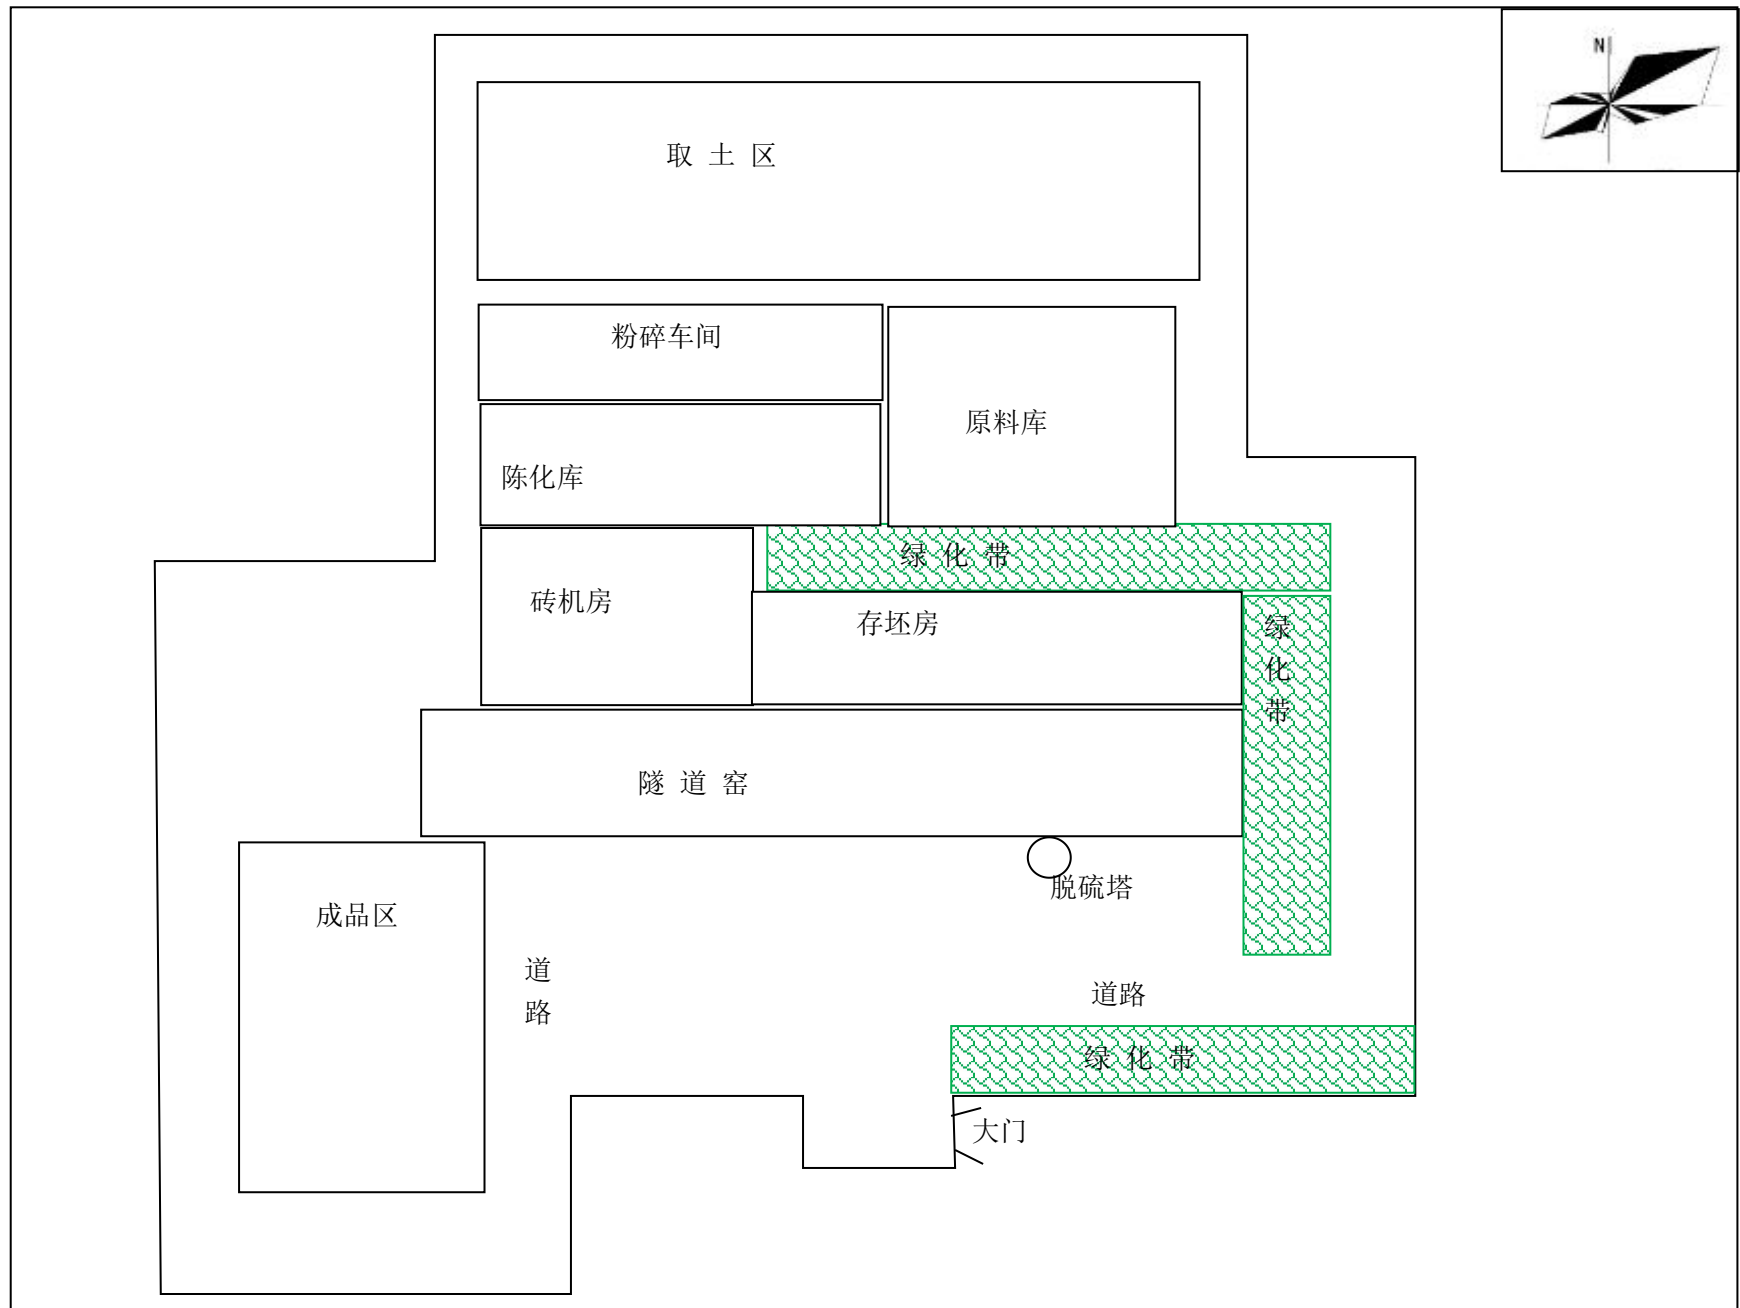 N
取 土 区
粉碎车间
原料库
陈化库
绿 化 带
砖机房
存坯房
绿
化
带
隧 道 窑
脱硫塔
成品区
道
路
道路
绿 化 带
大门